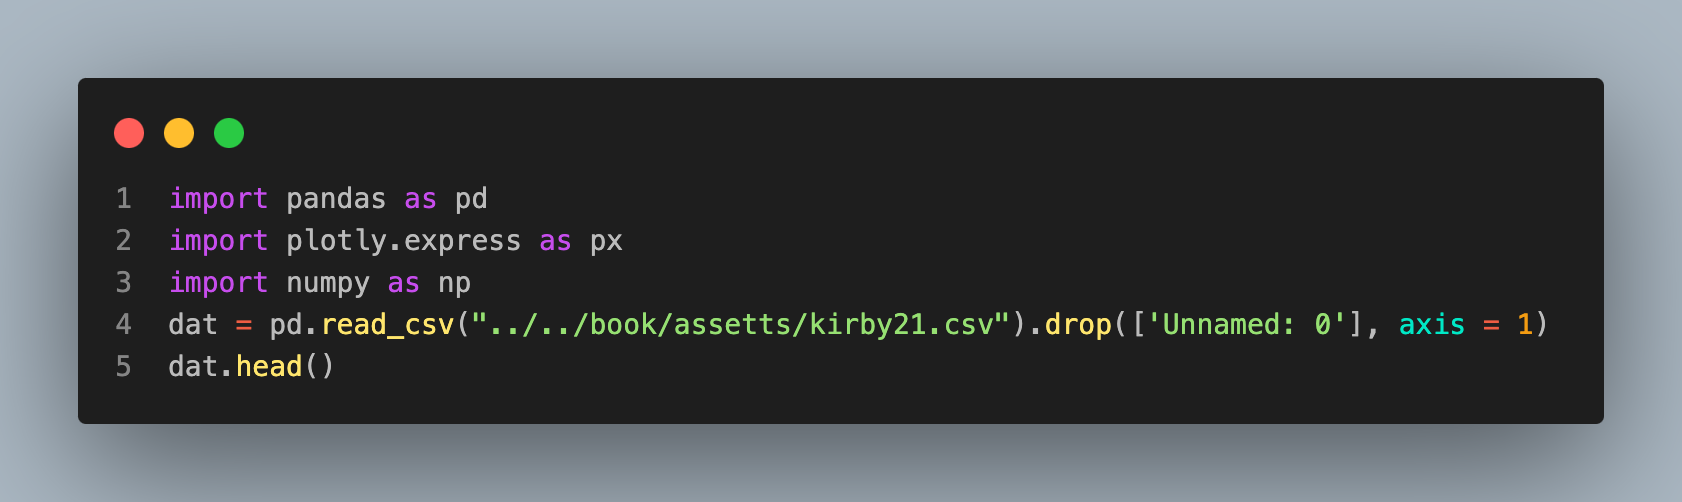 1 import pandas as pd
2 import plotly.express as px
3 import numpy as np
4 dat = pd.read_csv("../../book/assetts/kirby21.csv").drop(['Unnamed: 0'], axis = 1)
5 dat.head()